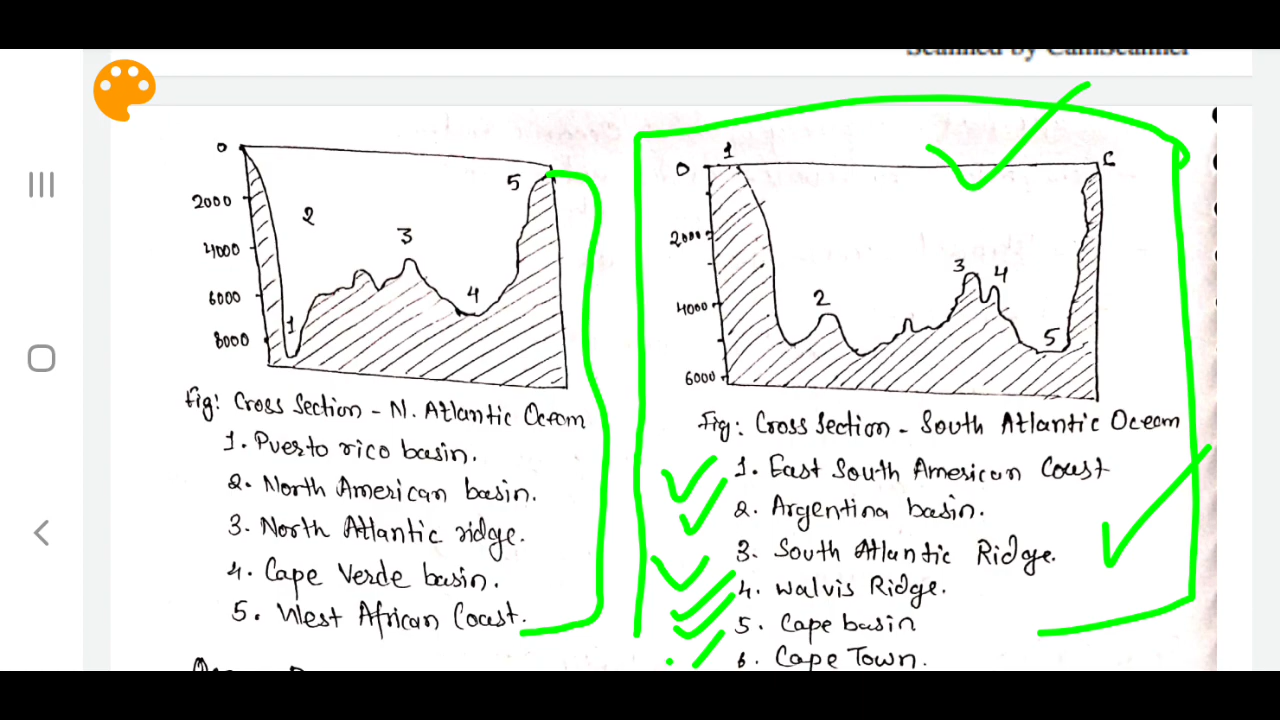 Scanned by CamScanner
0
2000
4000
6000
8000
1
2
3
4
5
Fig: Cross Section - N. Atlantic Ocean
1. Puerto rico basin.
2. North American basin.
3. North Atlantic ridge.
4. Cape Verde basin.
5. West African Coast.
0
2000
4000
6000
1
2
3
4
5
6
Fig: Cross Section - South Atlantic Ocean
1. East South American Coast
2. Argentina basin.
3. South Atlantic Ridge.
4. Walvis Ridge.
5. Cape basin
6. Cape Town.